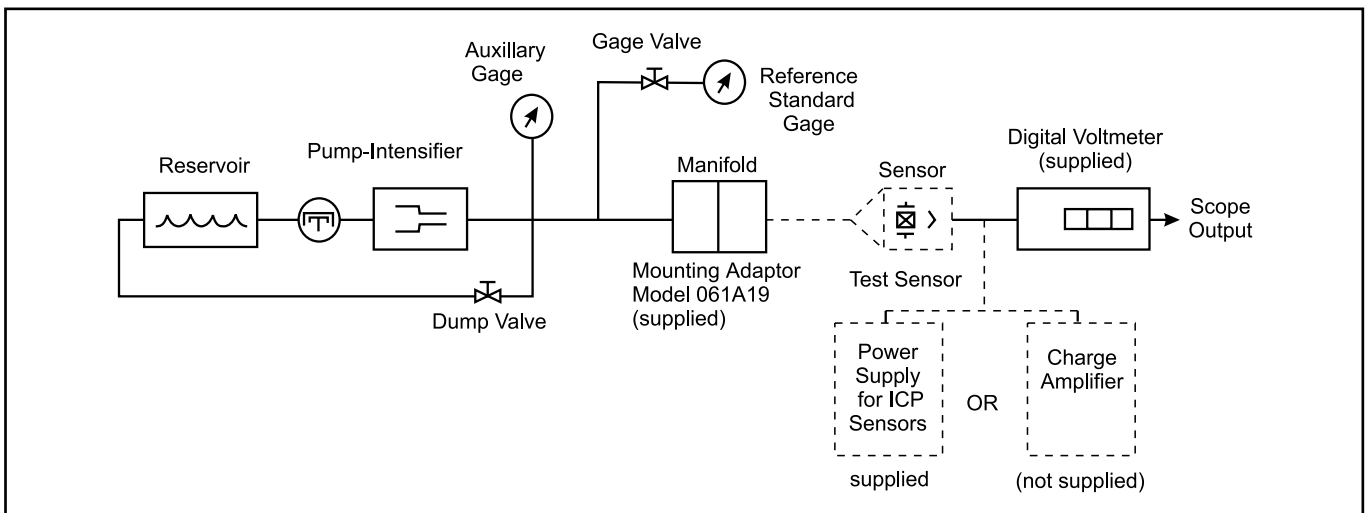 Auxillary
Gage
Gage Valve
Reference
Standard
Gage
Reservoir
Pump-Intensifier
Manifold
Sensor
Digital Voltmeter
(supplied)
Scope
Output
Dump Valve
Mounting Adaptor
Model 061A19
(supplied)
Test Sensor
Power
Supply
for ICP
Sensors
OR
Charge
Amplifier
supplied
(not supplied)